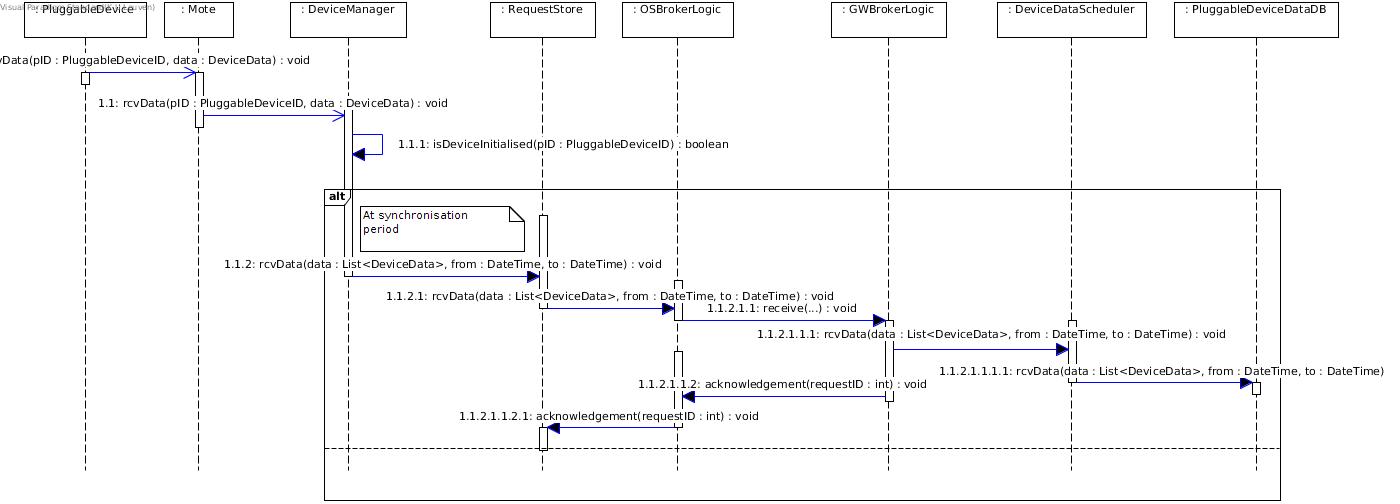 : PluggableDevice
: Mote
: DeviceManager
: RequestStore
: OSBrokerLogic
: GWBrokerLogic
: DeviceDataScheduler
: PluggableDeviceDataDB
vData(pID : PluggableDeviceID, data : DeviceData) : void
1.1: rcvData(pID : PluggableDeviceID, data : DeviceData) : void
1.1.1: isDeviceInitialised(pID : PluggableDeviceID) : boolean
alt
At synchronisation
period
1.1.2: rcvData(data : List<DeviceData>, from : DateTime, to : DateTime) : void
1.1.2.1: rcvData(data : List<DeviceData>, from : DateTime, to : DateTime) : void
1.1.2.1.1: receive(...) : void
1.1.2.1.1.1: rcvData(data : List<DeviceData>, from : DateTime, to : DateTime) : void
1.1.2.1.1.1.1: rcvData(data : List<DeviceData>, from : DateTime, to : DateTime)
1.1.2.1.1.2: acknowledgement(requestID : int) : void
1.1.2.1.1.2.1: acknowledgement(requestID : int) : void